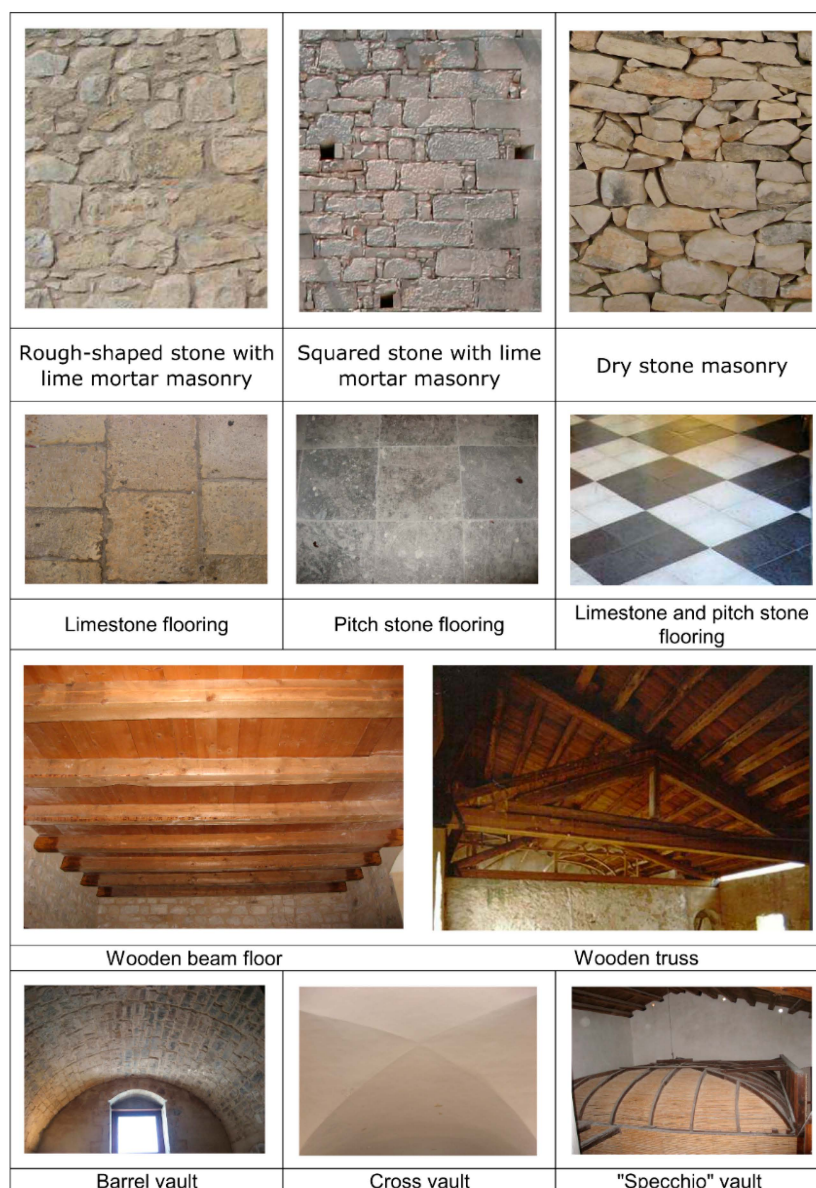 Rough-shaped stone with
lime mortar masonry
Squared stone with lime
mortar masonry
Dry stone masonry
Limestone flooring
Pitch stone flooring
Limestone and pitch stone
flooring
Wooden beam floor
Wooden truss
Barrel vault
Cross vault
"Specchio" vault